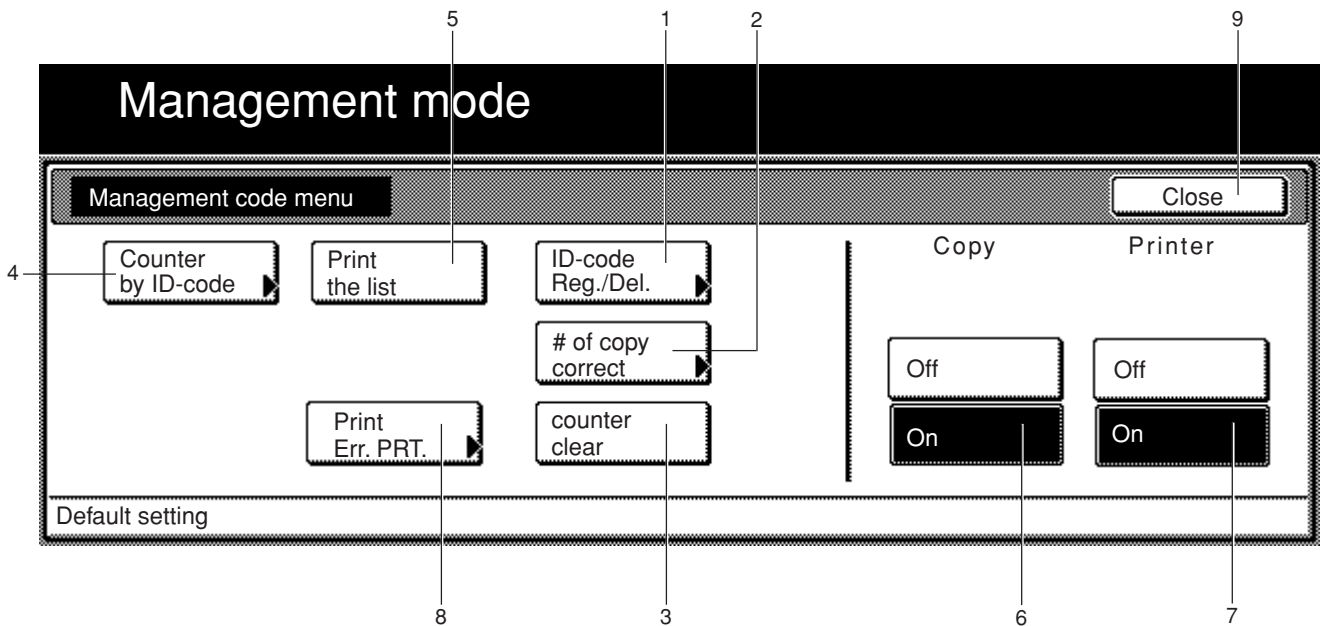 5 1 2 9
Management mode
Management code menu
Close
4
Counter
by ID-code
Print
the list
ID-code
Reg./Del.
Copy
Printer
# of copy
correct
Off
Off
Print
Err. PRT.
counter
clear
On
On
Default setting
8 3 6 7